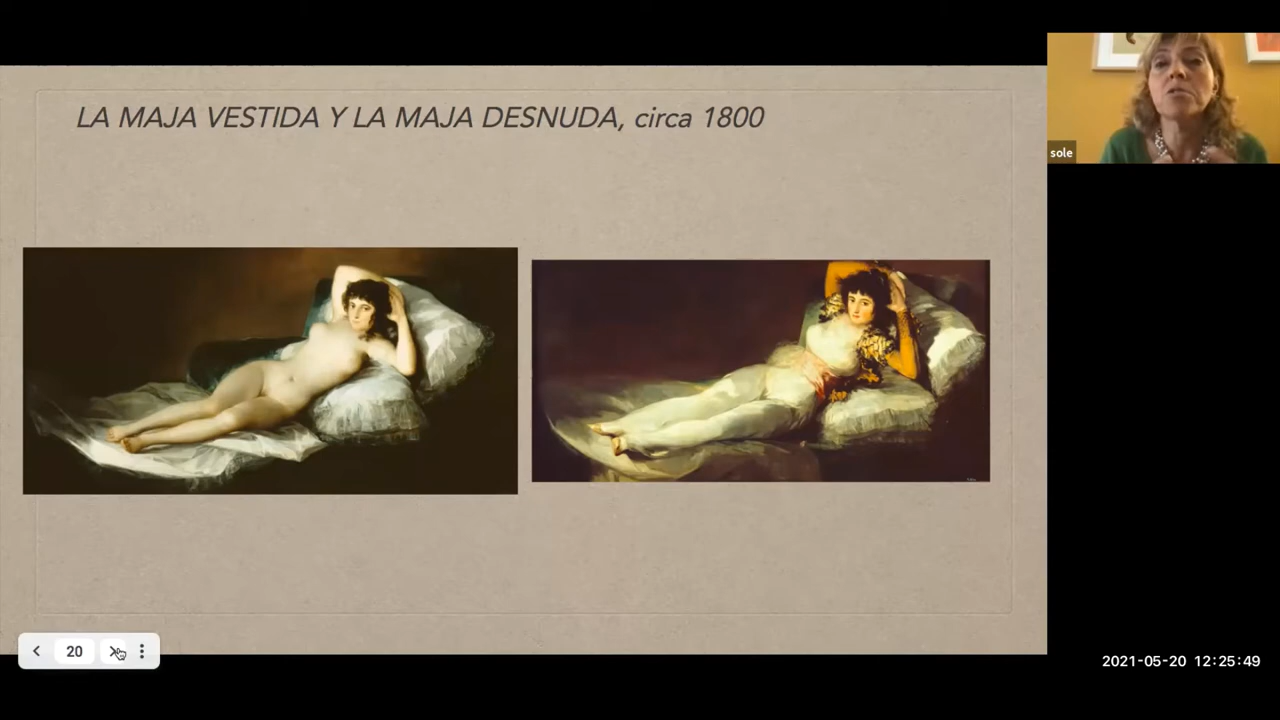 LA MAJA VESTIDA Y LA MAJA DESNUDA, circa 1800
sole
20
2021-05-20 12:25:49